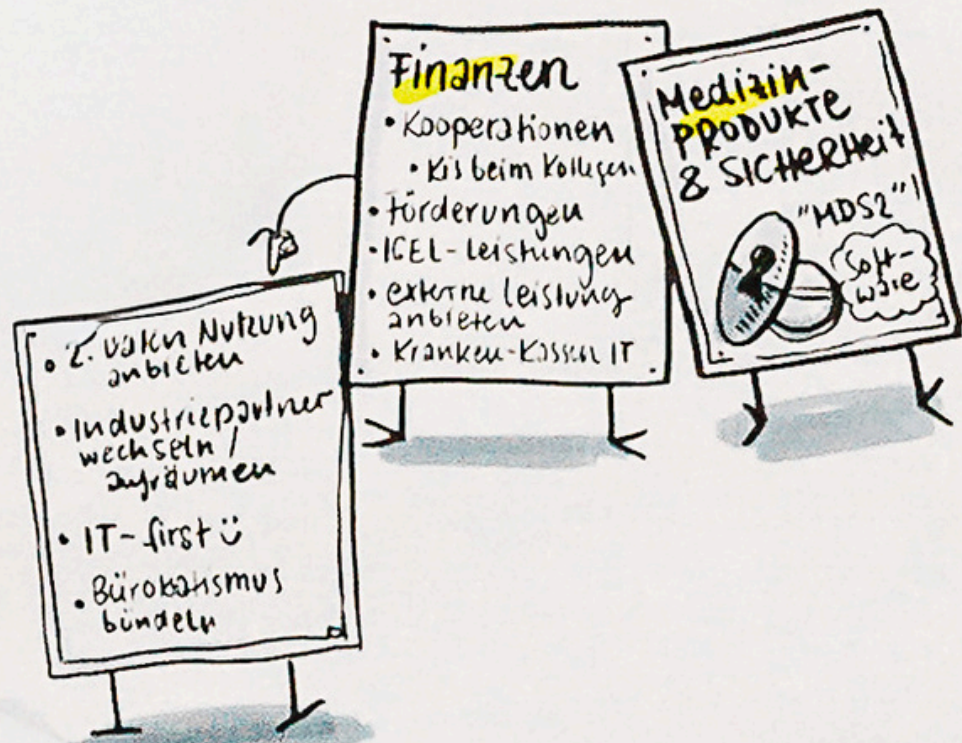 Finanzen
• Kooperationen
• Kis beim Kollegen
• Förderungen
• IGEL-Leistungen
• externe Leistung
anbieten
• Kranken-Kassen IT
• 2. Daten Nutzung
anbieten
• Industriepartner
wechseln /
aufräumen
• IT-first ü
• Bürokatismus
bündeln
Medizin-
PRODUKTE
& SICHERHEit
"MDS2"!
Soft-
ware